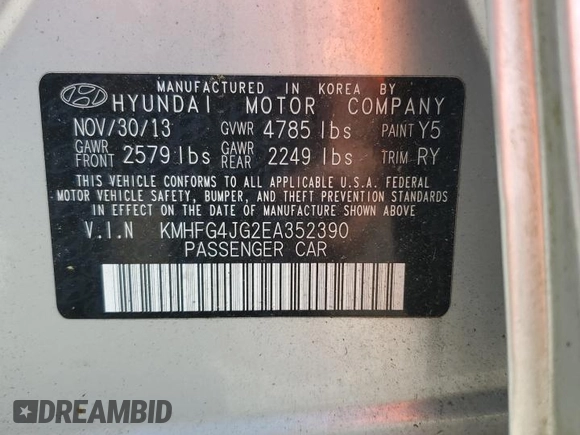 MANUFACTURED IN KOREA BY
HYUNDAI MOTOR COMPANY
NOV/30/13 GVWR 4785 lbs PAINT Y5
GAWR FRONT 2579 lbs GAWR REAR 2249 lbs TRIM RY
THIS VEHICLE CONFORMS TO ALL APPLICABLE U.S.A. FEDERAL
MOTOR VEHICLE SAFETY, BUMPER, AND THEFT PREVENTION STANDARDS
IN EFFECT ON THE DATE OF MANUFACTURE SHOWN ABOVE
V.I.N KMHFG4JG2EA352390
PASSENGER CAR
DREAMBID